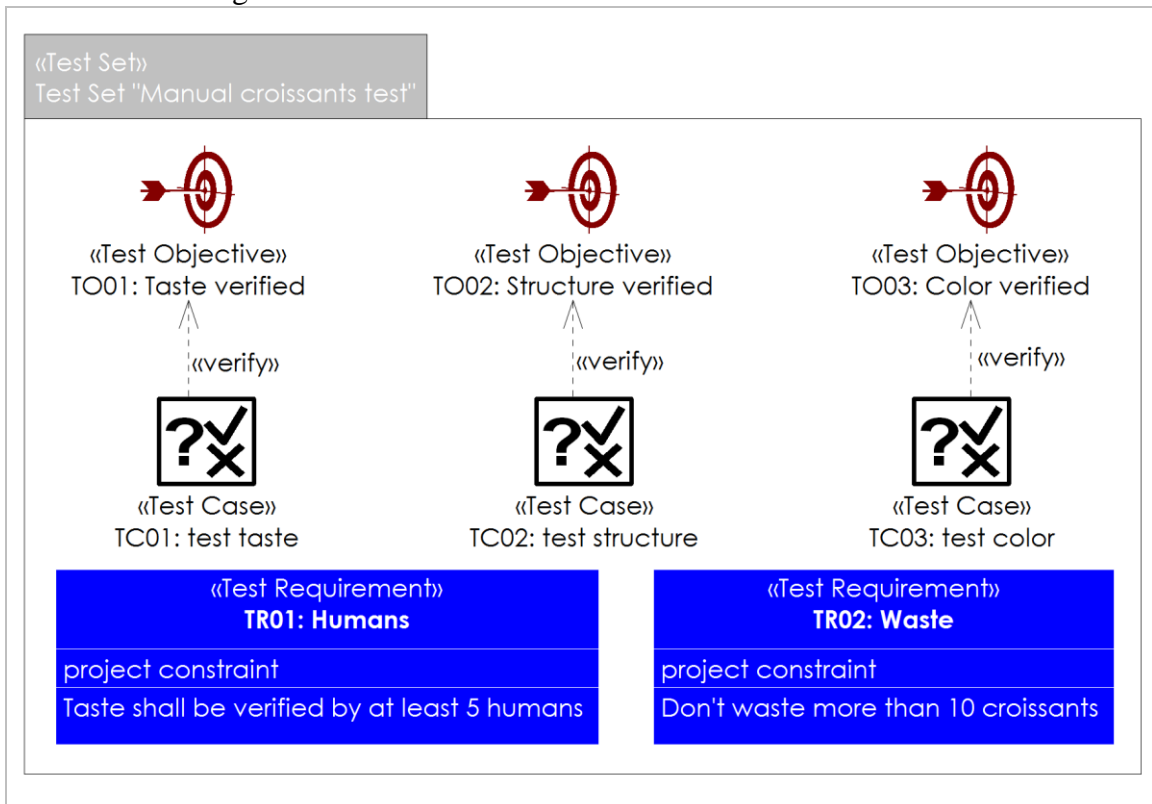 «Test Set»
Test Set "Manual croissants test"
«Test Objective»
TO01: Taste verified
«Test Objective»
TO02: Structure verified
«Test Objective»
TO03: Color verified
«verify»
«verify»
«verify»
«Test Case»
TC01: test taste
«Test Case»
TC02: test structure
«Test Case»
TC03: test color
«Test Requirement»
TR01: Humans
project constraint
Taste shall be verified by at least 5 humans
«Test Requirement»
TR02: Waste
project constraint
Don't waste more than 10 croissants